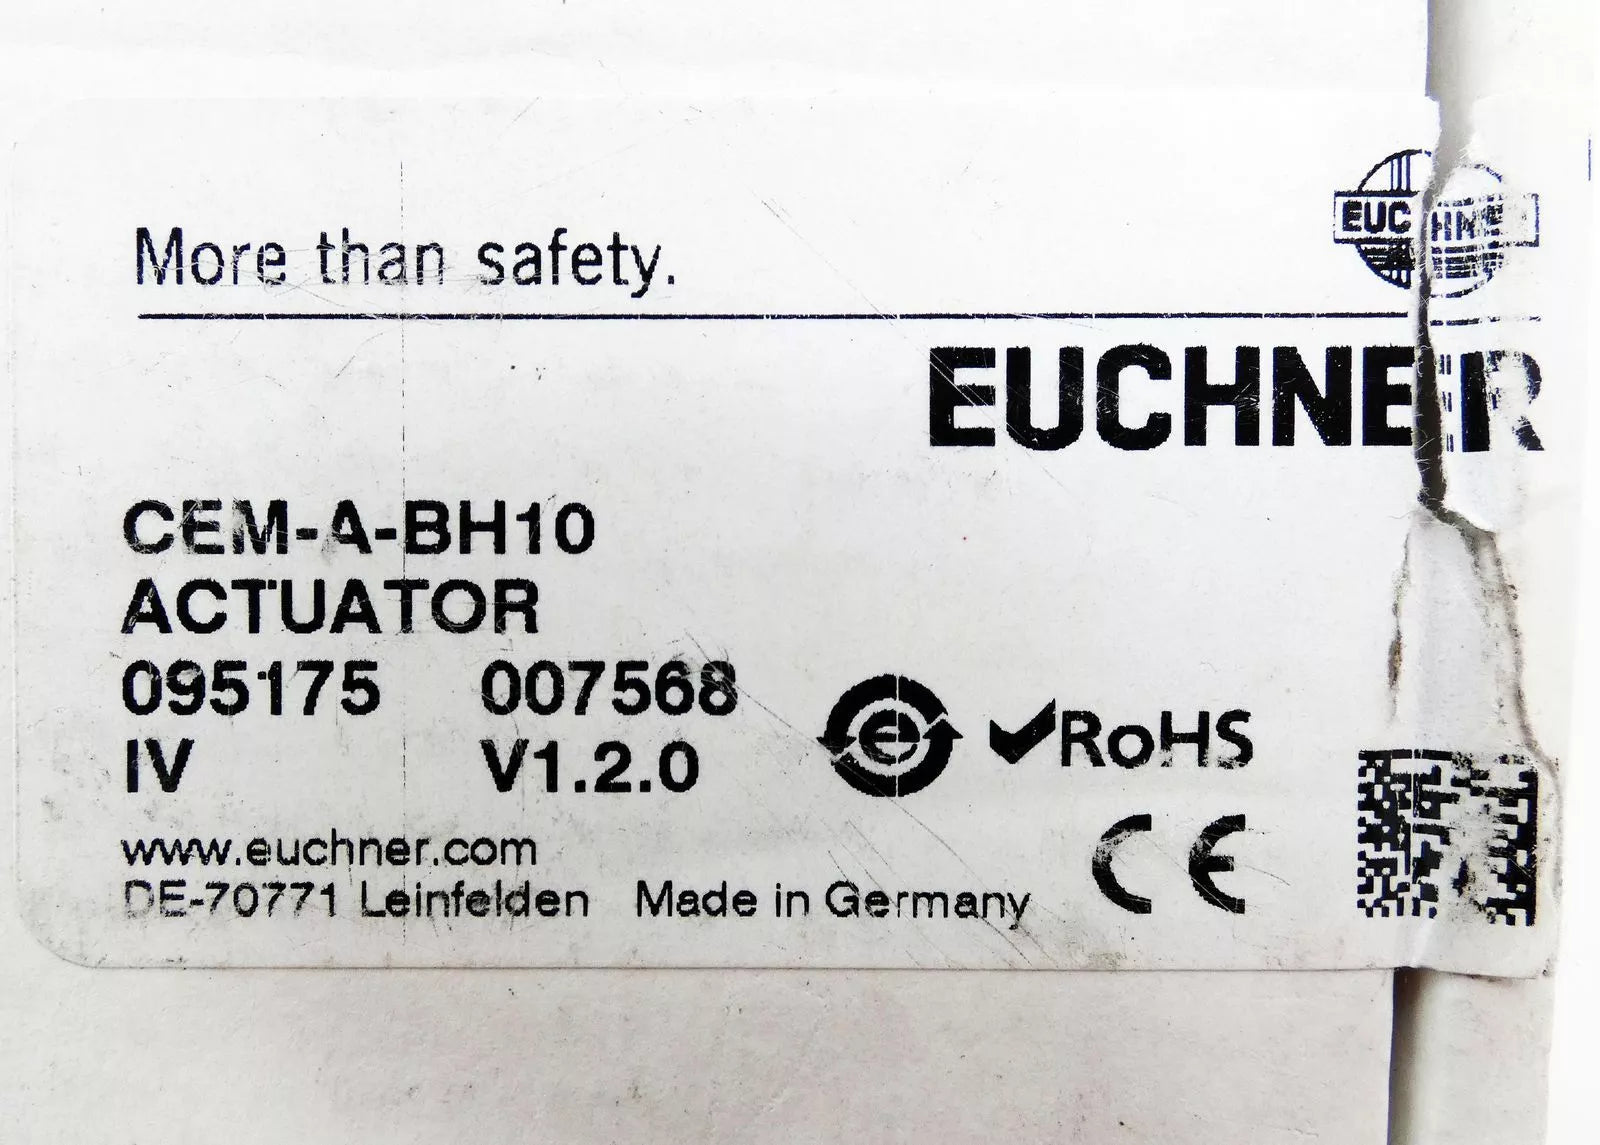 More than safety.
EUCHNER
EUCHNER
CEM-A-BH10
ACTUATOR
095175 007568
IV V1.2.0
e
RoHS
CE
www.euchner.com
DE-70771 Leinfelden Made in Germany